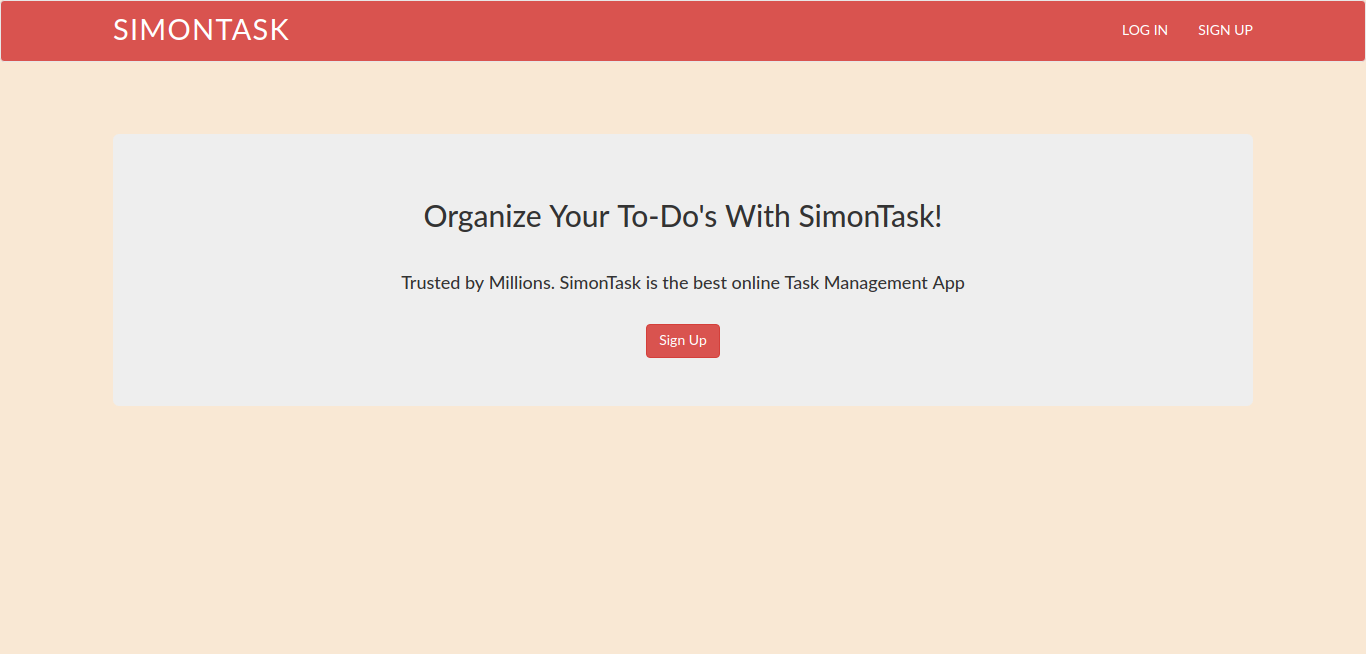 SIMONTASK
LOG IN
SIGN UP
Organize Your To-Do's With SimonTask!
Trusted by Millions. SimonTask is the best online Task Management App
Sign Up